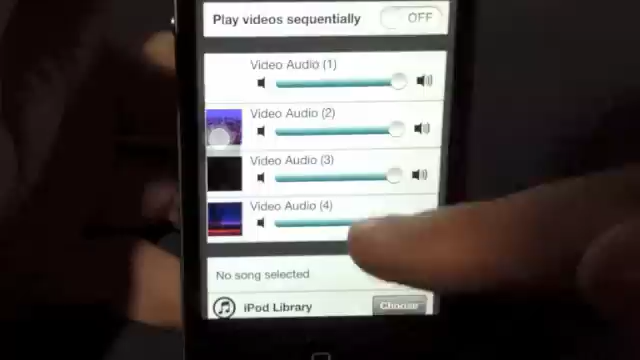 Play videos sequentially
OFF
Video Audio (1)
Video Audio (2)
Video Audio (3)
Video Audio (4)
No song selected
iPod Library
Choose